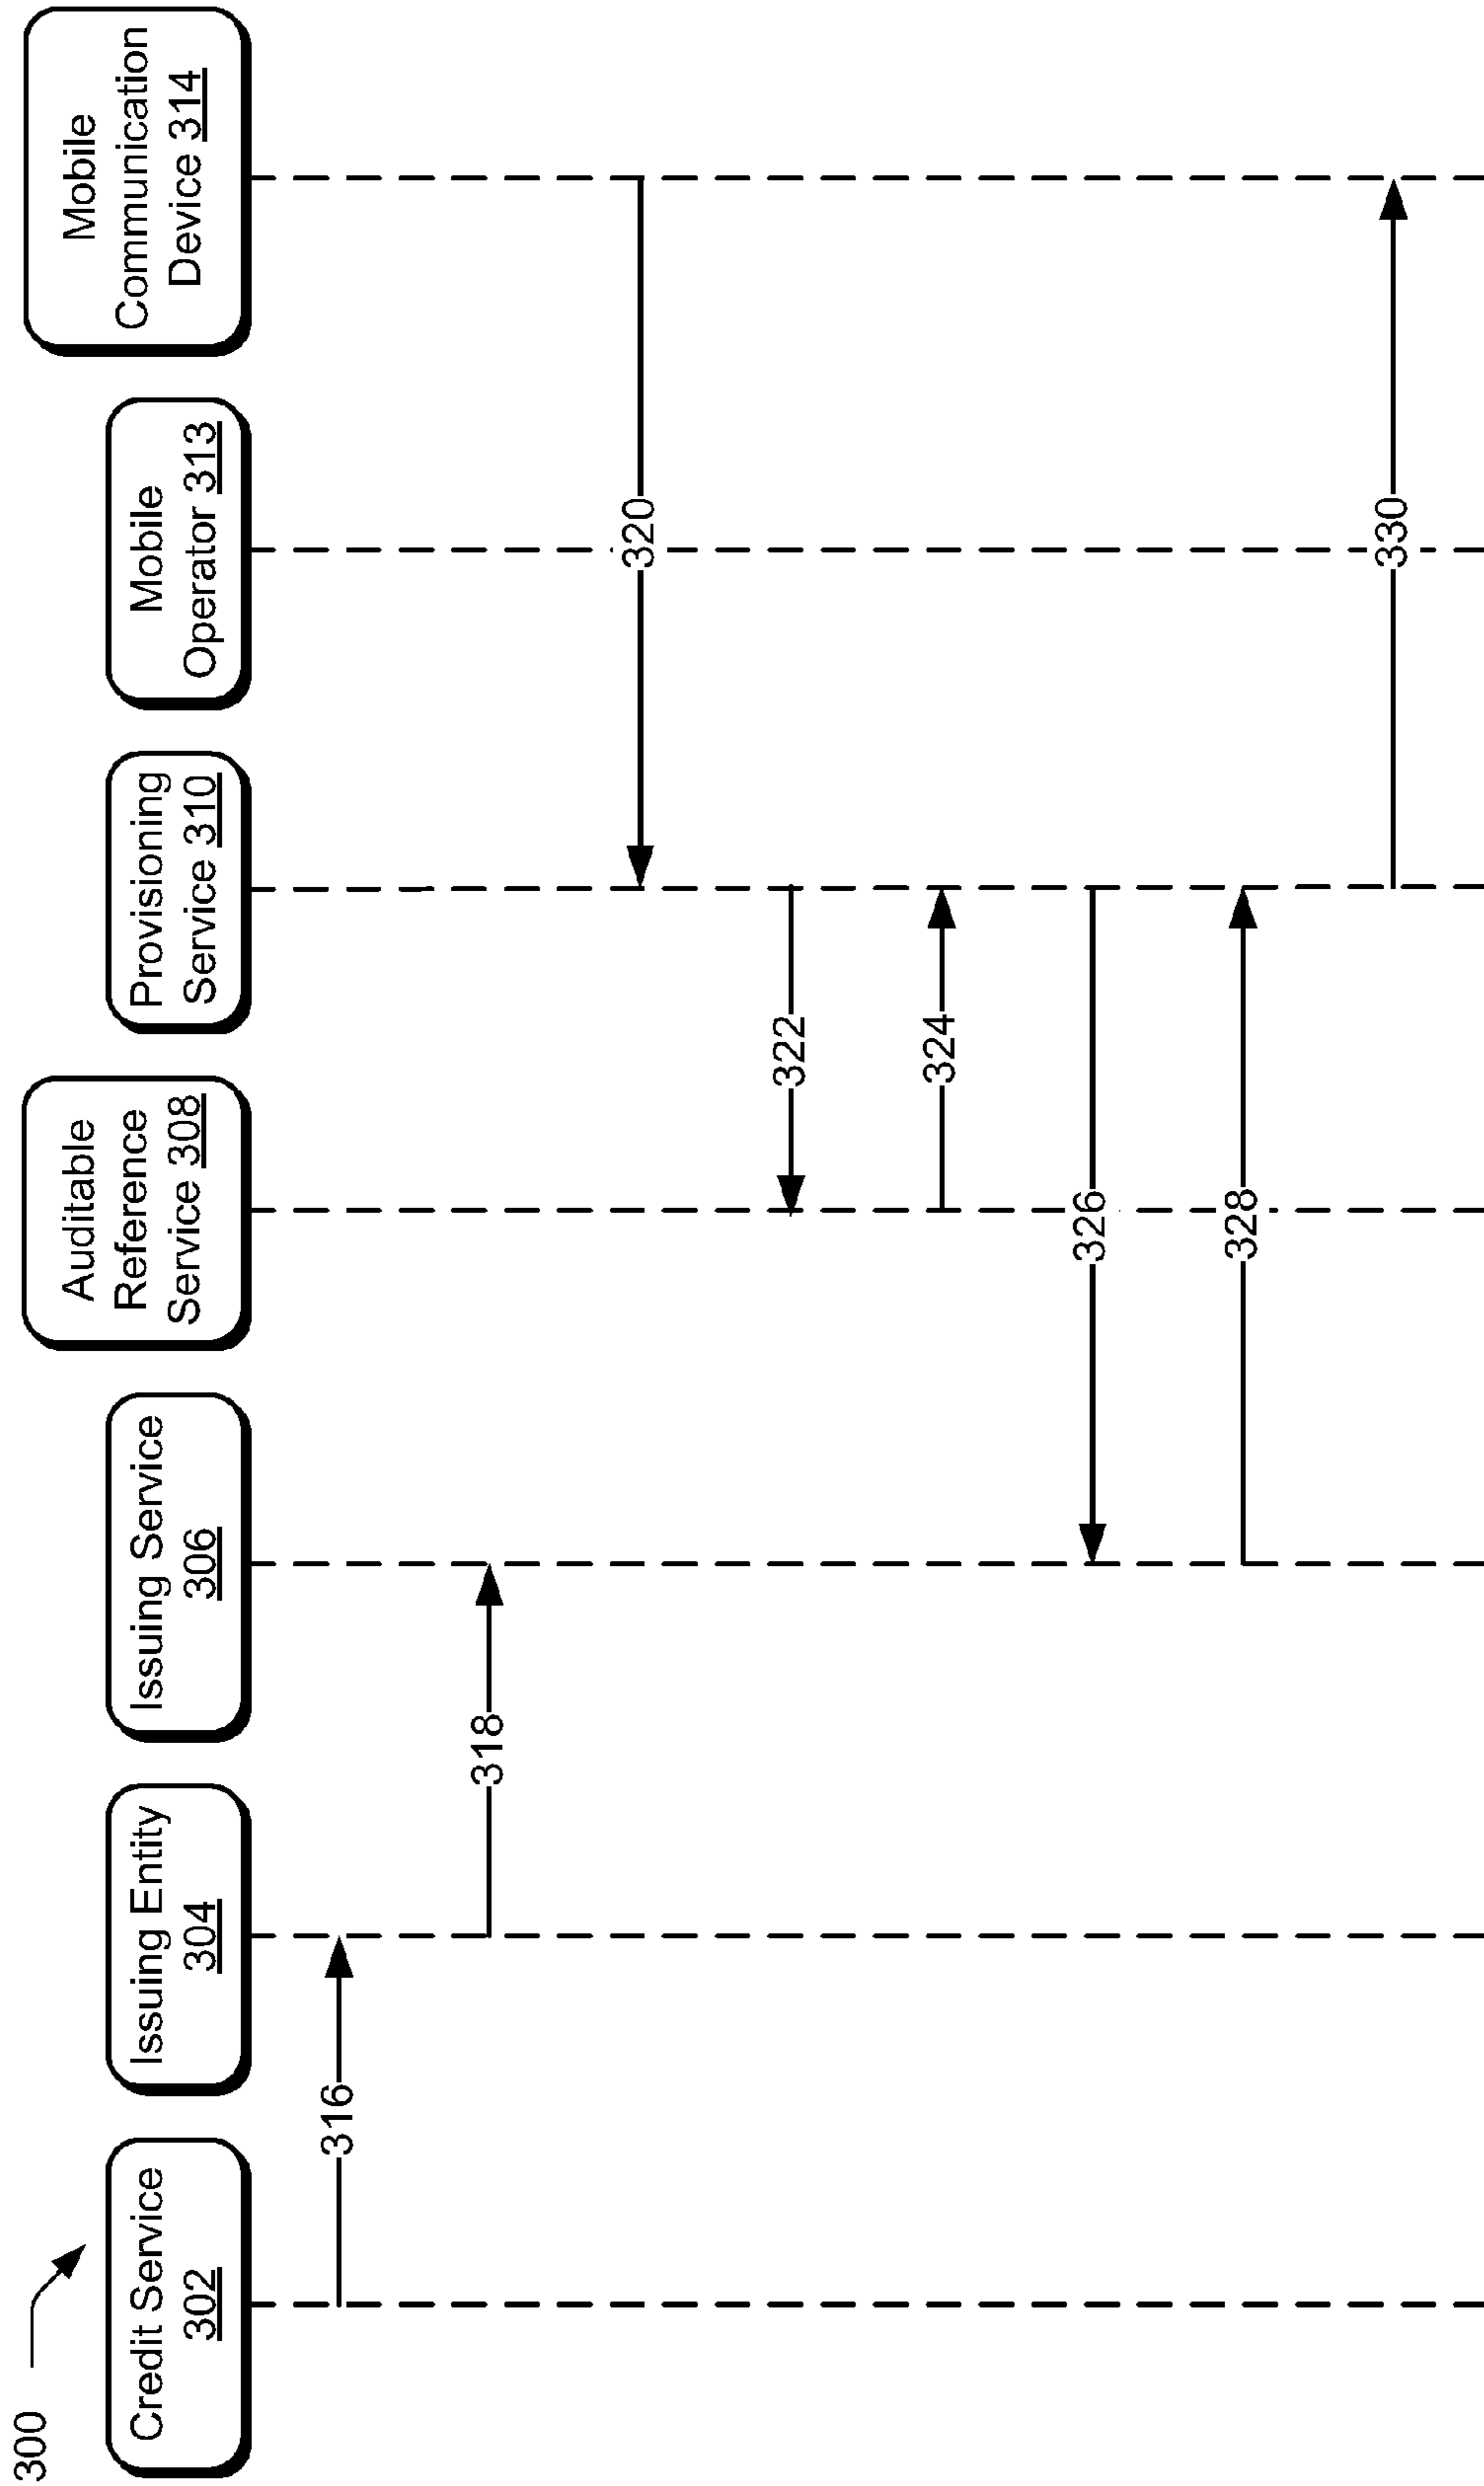 300
Credit Service
302
Issuing Entity
304
Issuing Service
306
Auditable
Reference
Service 308
Provisioning
Service 310
Mobile
Operator 313
Mobile
Communication
Device 314
316
318
320
322
324
326
328
330